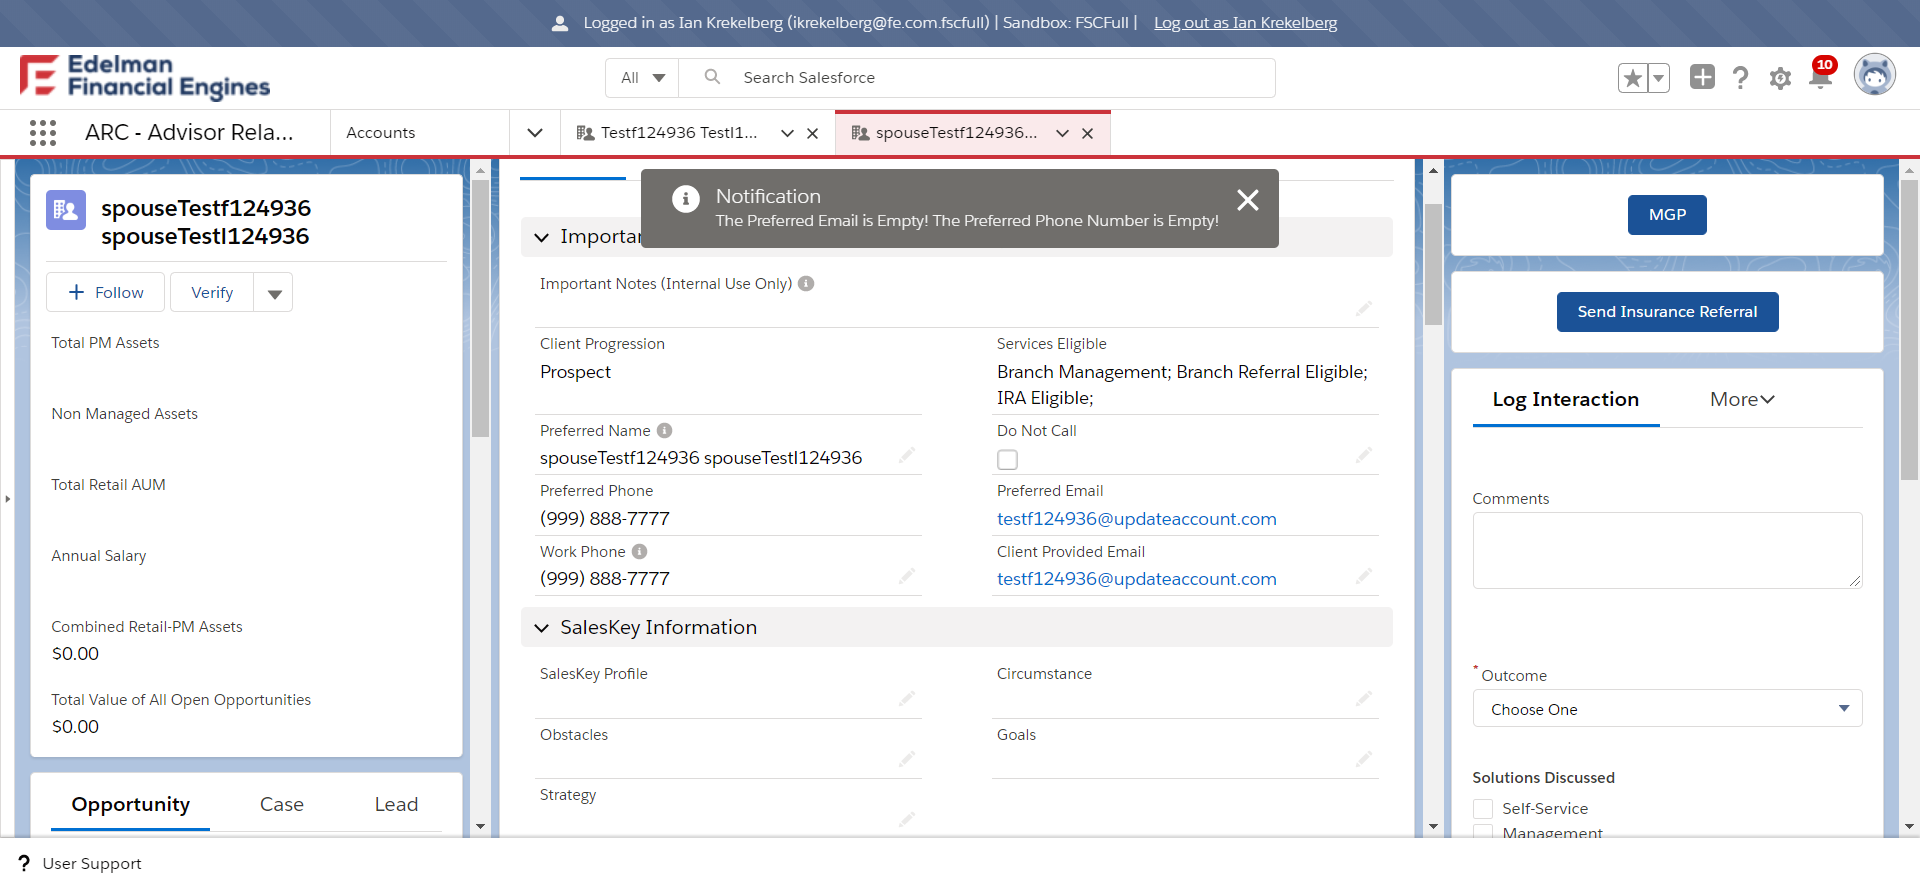 Logged in as Ian Krekelberg (ikrekelberg@fe.com.fscfull) | Sandbox: FSCFull | Log out as Ian Krekelberg
Edelman
Financial Engines
All
Search Salesforce
10
ARC - Advisor Rela...
Accounts
Testf124936 Testl1...
spouseTestf124936...
spouseTestf124936
spouseTestl124936
Follow
Verify
Total PM Assets
Non Managed Assets
Total Retail AUM
Annual Salary
Combined Retail-PM Assets
$0.00
Total Value of All Open Opportunities
$0.00
Opportunity
Case
Lead
Notification
The Preferred Email is Empty! The Preferred Phone Number is Empty!
Important Notes (Internal Use Only)
Client Progression
Prospect
Services Eligible
Branch Management; Branch Referral Eligible;
IRA Eligible;
Preferred Name
spouseTestf124936 spouseTestl124936
Do Not Call
Preferred Phone
(999) 888-7777
Preferred Email
testf124936@updateaccount.com
Work Phone
(999) 888-7777
Client Provided Email
testf124936@updateaccount.com
SalesKey Information
SalesKey Profile
Circumstance
Obstacles
Goals
Strategy
MGP
Send Insurance Referral
Log Interaction
More
Comments
* Outcome
Choose One
Solutions Discussed
Self-Service
Management
? User Support